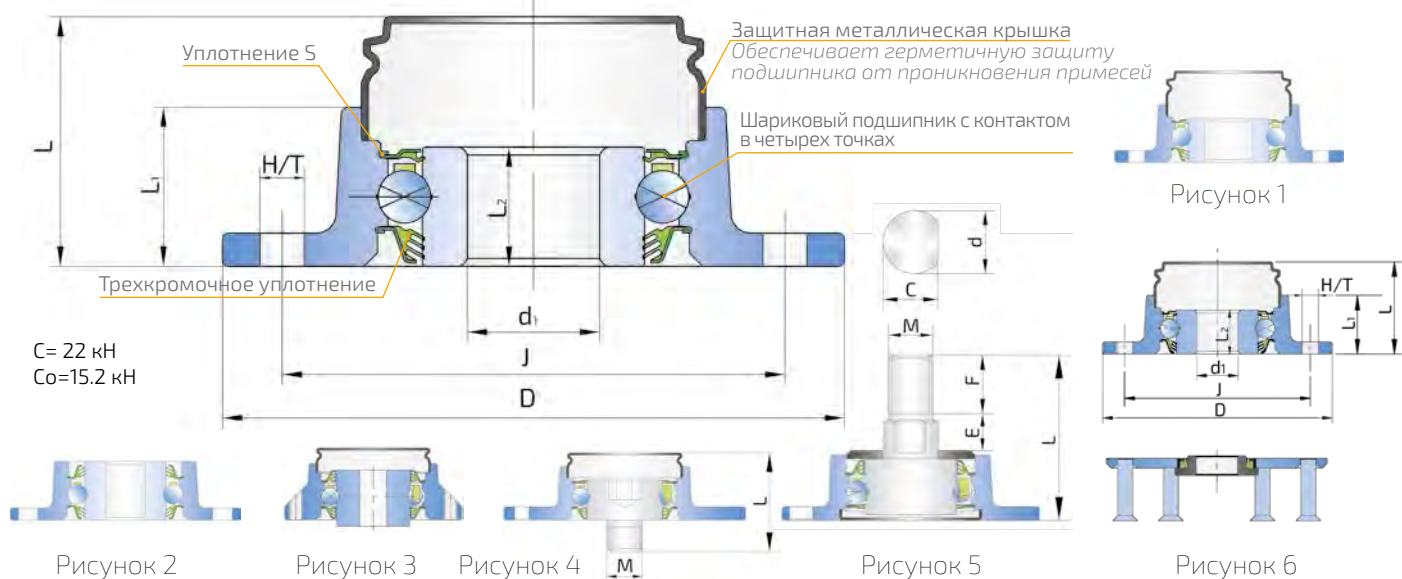 Уплотнение S
Защитная металлическая крышка
Обеспечивает герметичную защиту
подшипника от проникновения примесей
Шариковый подшипник с контактом
в четырех точках
Трехкромочное уплотнение
L
L₁
H/T
L₂
d₁
J
D
C= 22 кН
Co=15.2 кН
Рисунок 1
d
C
M
F
E
L
H/T
L₂
L₁
L
d₁
J
D
L
M
Рисунок 2
Рисунок 3
Рисунок 4
Рисунок 5
Рисунок 6